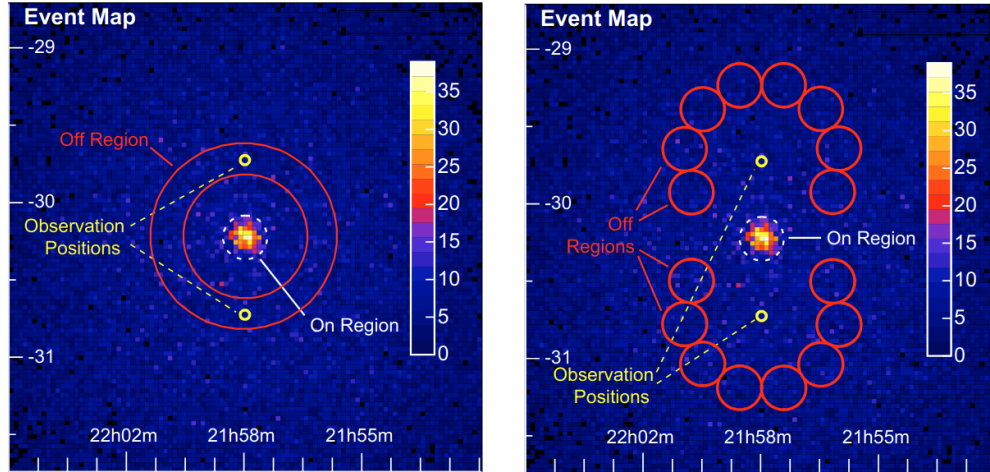 Event Map
-29
Off Region
35
30
25
20
15
10
5
0
-30
Observation
Positions
On Region
-31
22h02m
21h58m
21h55m
Event Map
-29
35
30
25
20
15
10
5
0
-30
Off
Regions
On Region
-31
Observation
Positions
22h02m
21h58m
21h55m